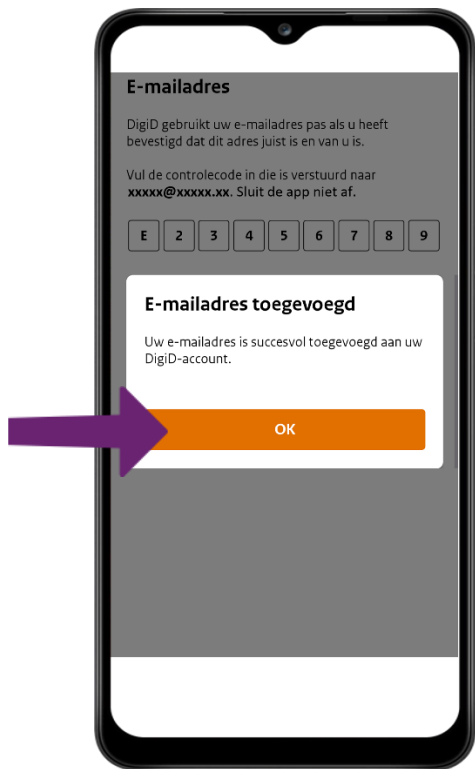 E-mailadres
DigiD gebruikt uw e-mailadres pas als u heeft
bevestigd dat dit adres juist is en van u is.
Vul de controlecode in die is verstuurd naar
xxxxx@xxxxx.xx. Sluit de app niet af.
E 2 3 4 5 6 7 8 9
E-mailadres toegevoegd
Uw e-mailadres is succesvol toegevoegd aan uw
DigiD-account.
OK